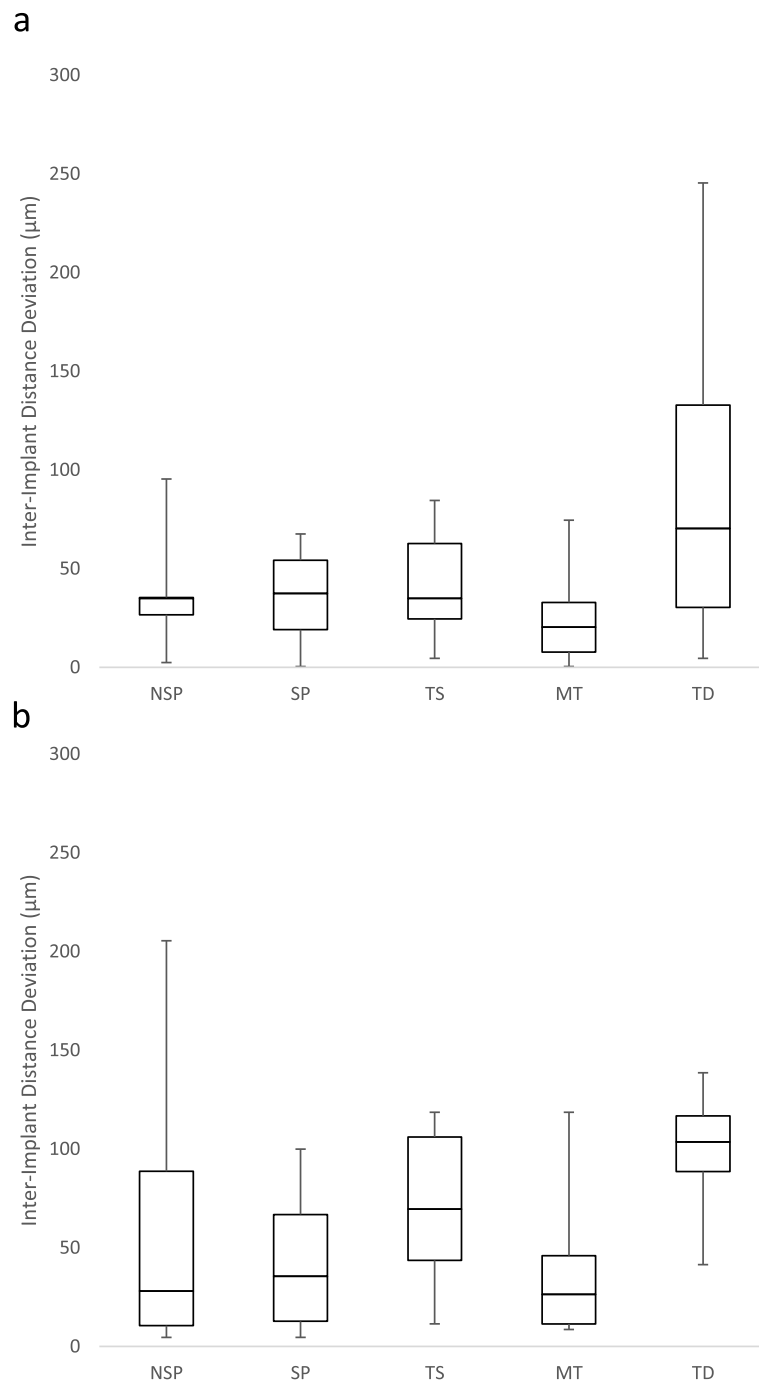 a
300
250
200
150
100
50
0
Inter-Implant Distance Deviation (µm)
NSP SP TS MT TD
b
300
250
200
150
100
50
0
Inter-Implant Distance Deviation (µm)
NSP SP TS MT TD